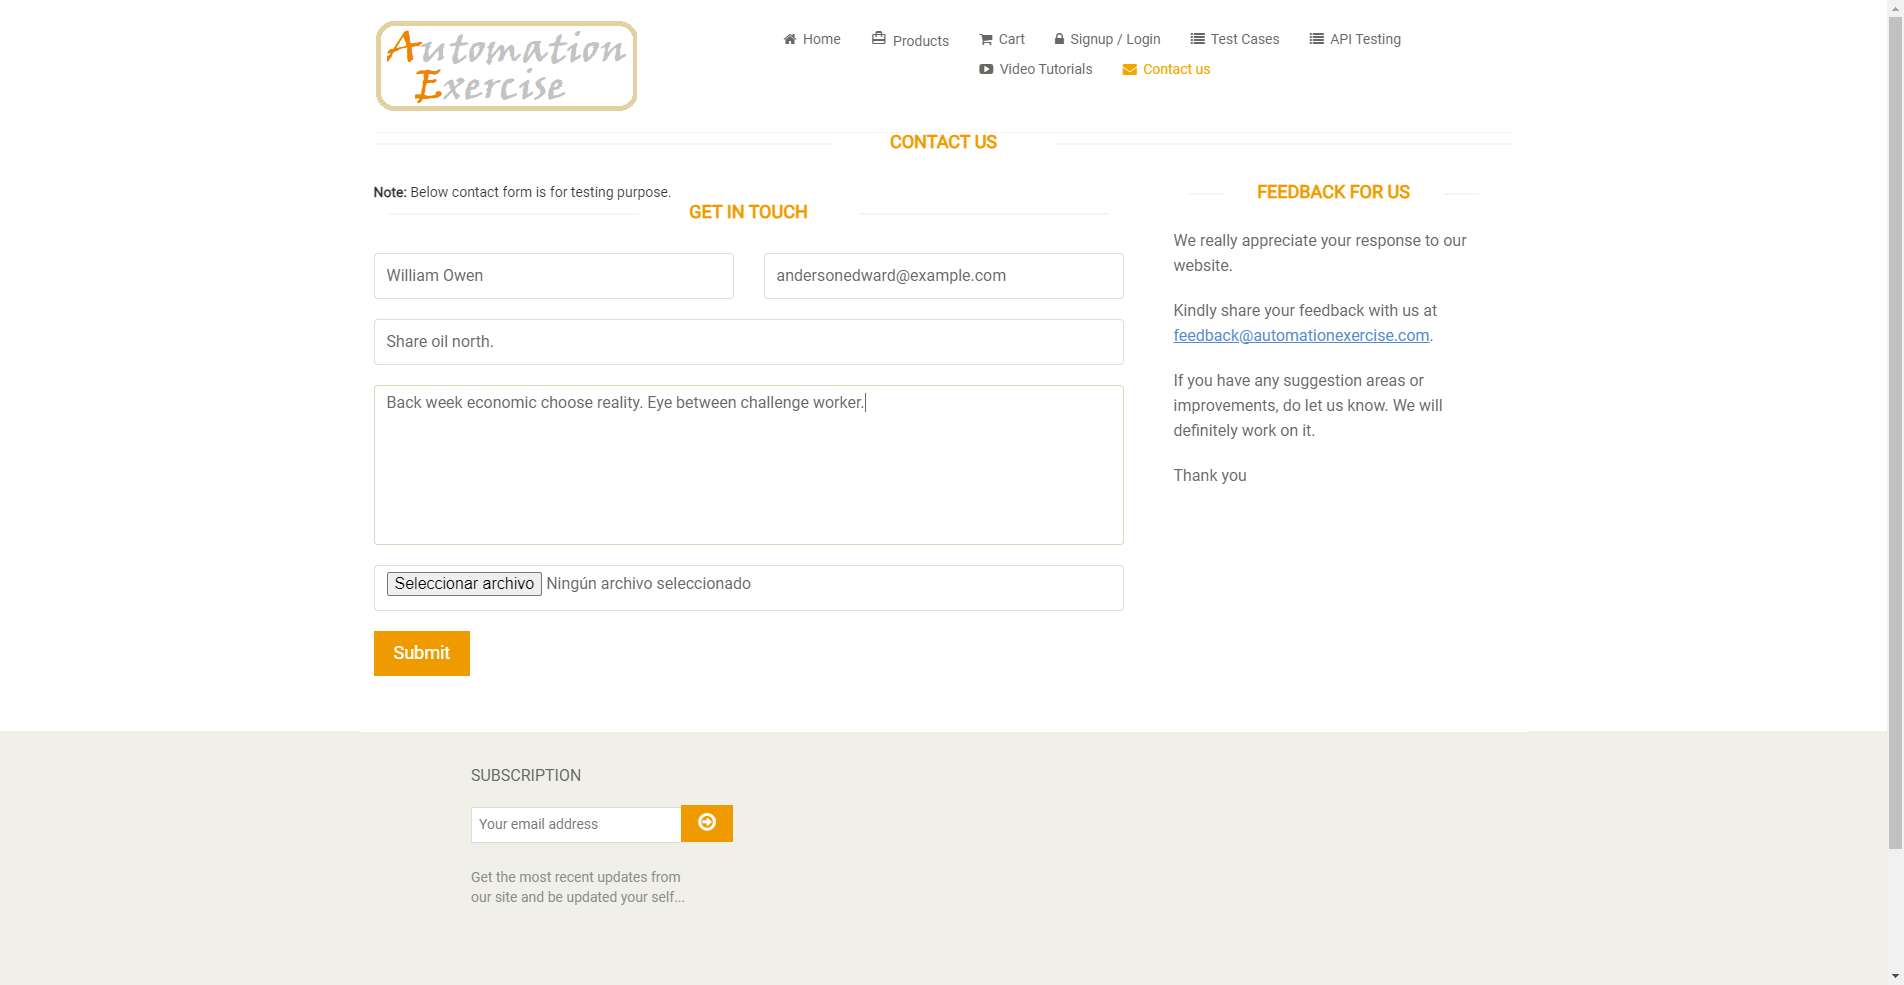 Automation
Exercise
Home
Products
Cart
Signup / Login
Test Cases
API Testing
Video Tutorials
Contact us
CONTACT US
Note: Below contact form is for testing purpose.
GET IN TOUCH
William Owen
andersonedward@example.com
Share oil north.
Back week economic choose reality. Eye between challenge worker.
Seleccionar archivo Ningún archivo seleccionado
Submit
FEEDBACK FOR US
We really appreciate your response to our
website.
Kindly share your feedback with us at
feedback@automationexercise.com.
If you have any suggestion areas or
improvements, do let us know. We will
definitely work on it.
Thank you
SUBSCRIPTION
Your email address
Get the most recent updates from
our site and be updated your self...